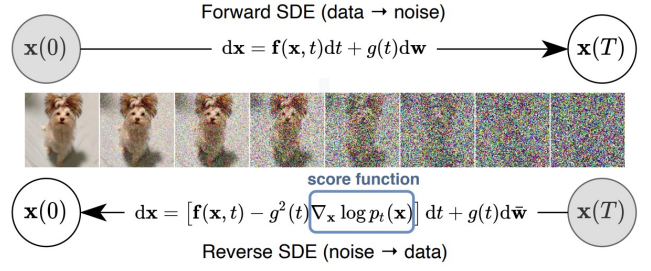 Forward SDE (data → noise)
x(0) dx = f(x, t)dt + g(t)dw x(T)
score function
x(0) dx = [f(x, t) − g²(t)∇ₓ log pₜ(x)] dt + g(t)dw̄ x(T)
Reverse SDE (noise → data)